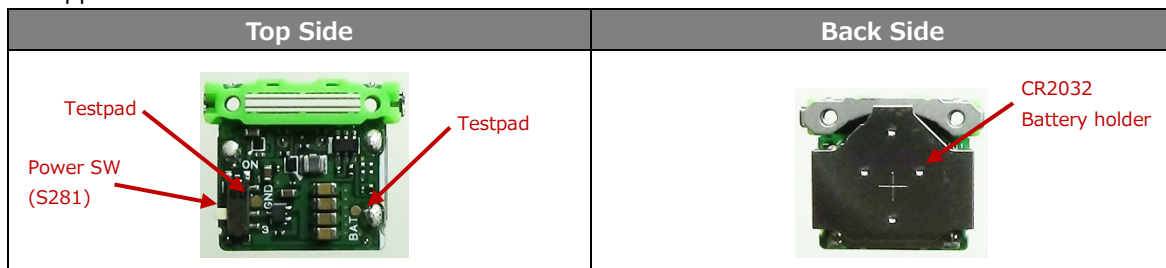 Top Side
Back Side
Testpad
Testpad
Power SW
(S281)
ON
GND
BAT
CR2032
Battery holder